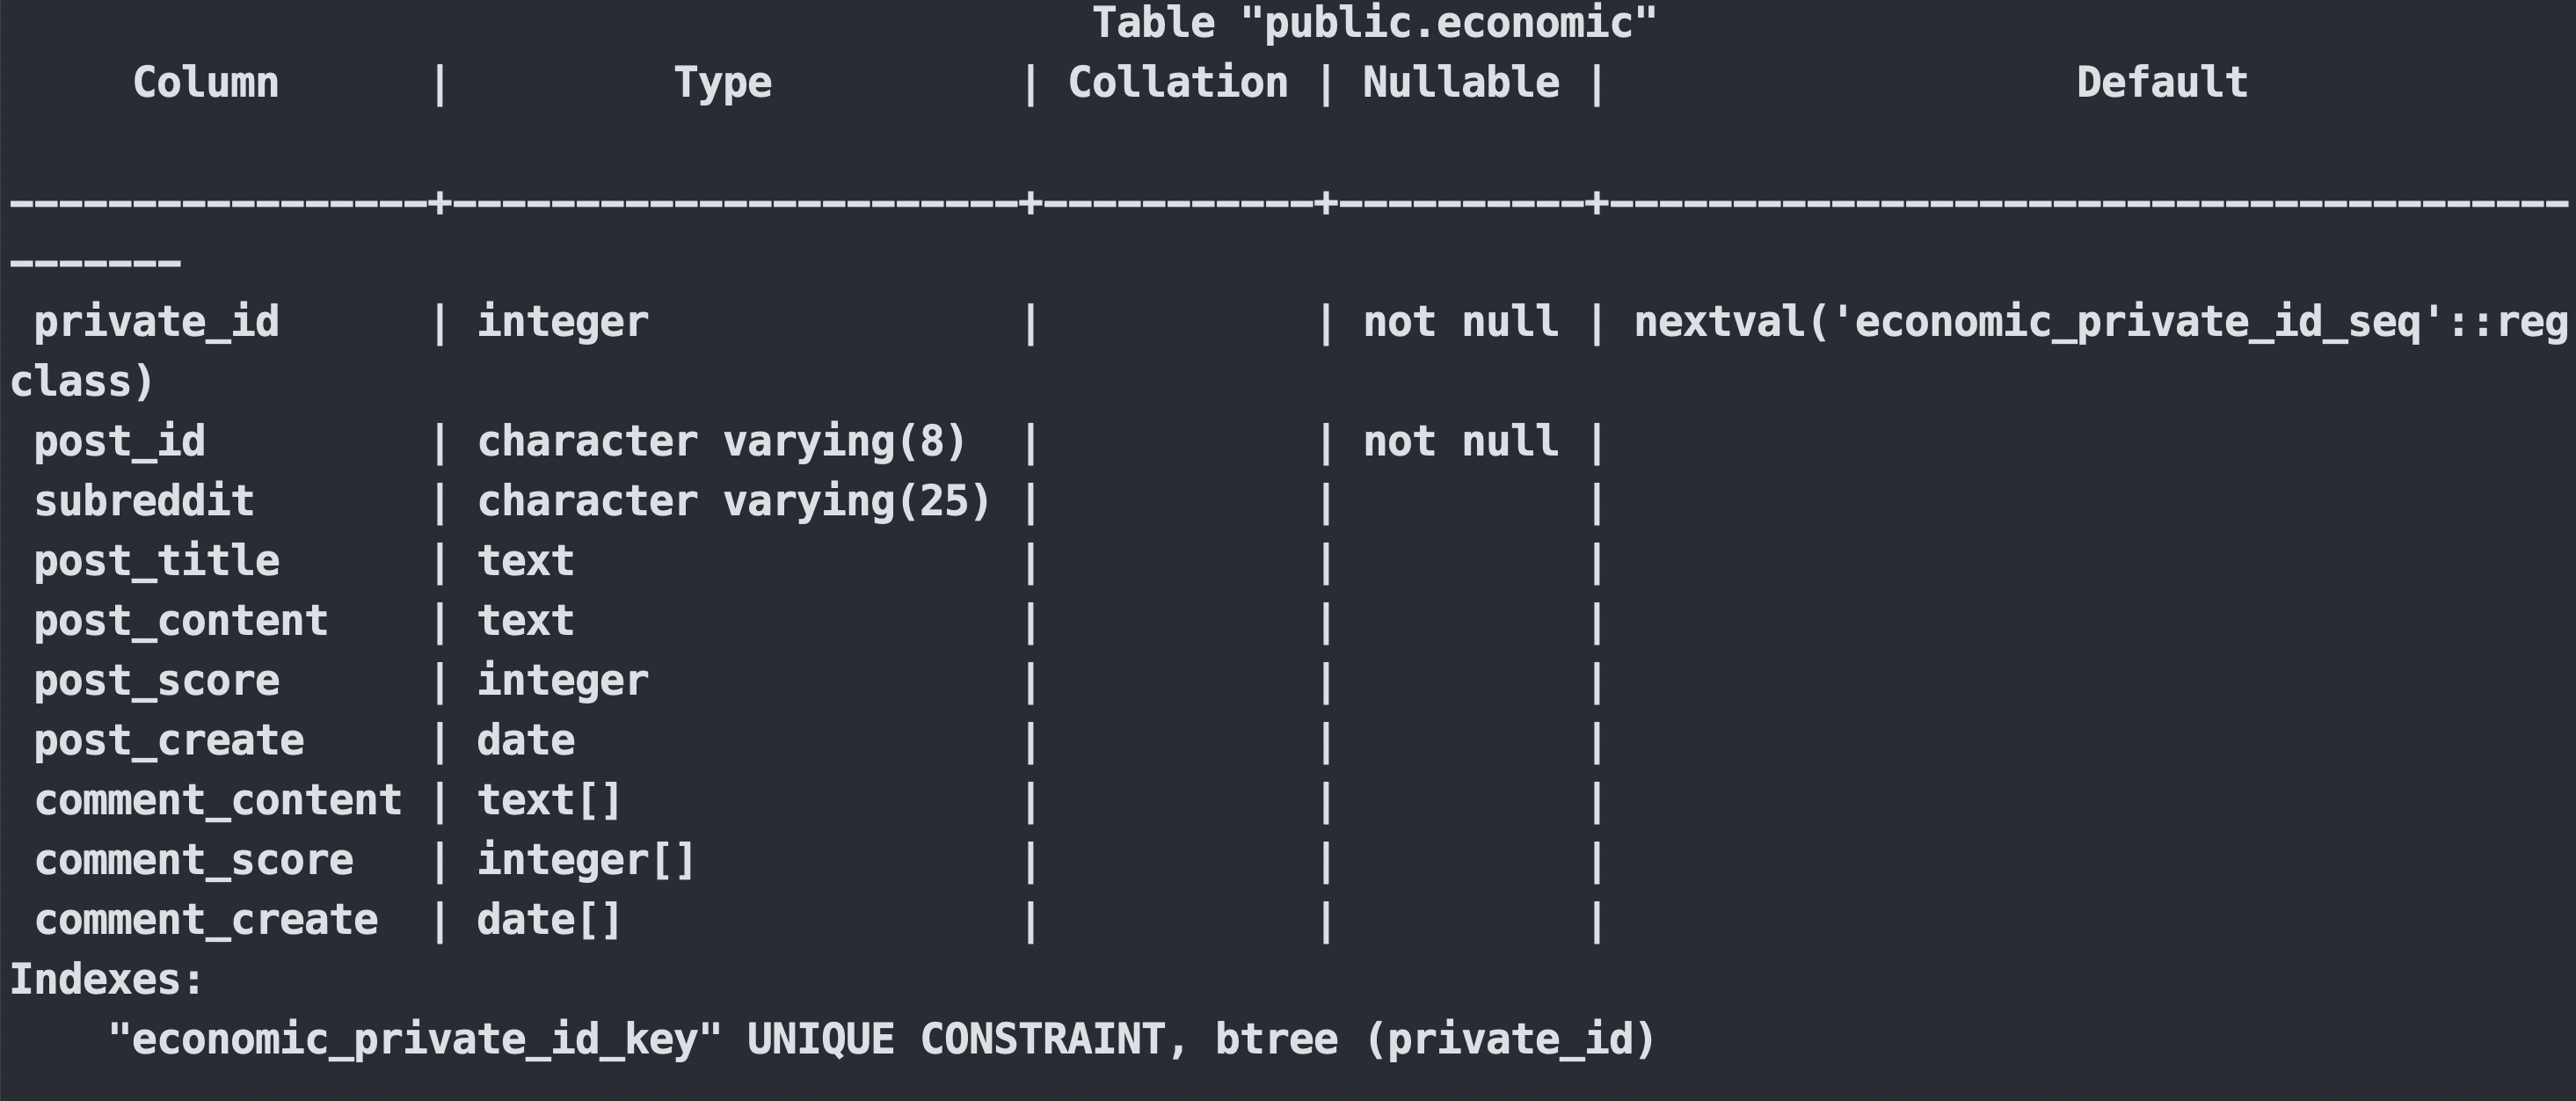 Table "public.economic"
Column | Type | Collation | Nullable | Default
-----------------+-----------------------+-----------+----------+---------------------------------------
-------
private_id | integer | | not null | nextval('economic_private_id_seq'::reg
class)
post_id | character varying(8) | | not null |
subreddit | character varying(25) | | |
post_title | text | | |
post_content | text | | |
post_score | integer | | |
post_create | date | | |
comment_content | text[] | | |
comment_score | integer[] | | |
comment_create | date[] | | |
Indexes:
"economic_private_id_key" UNIQUE CONSTRAINT, btree (private_id)